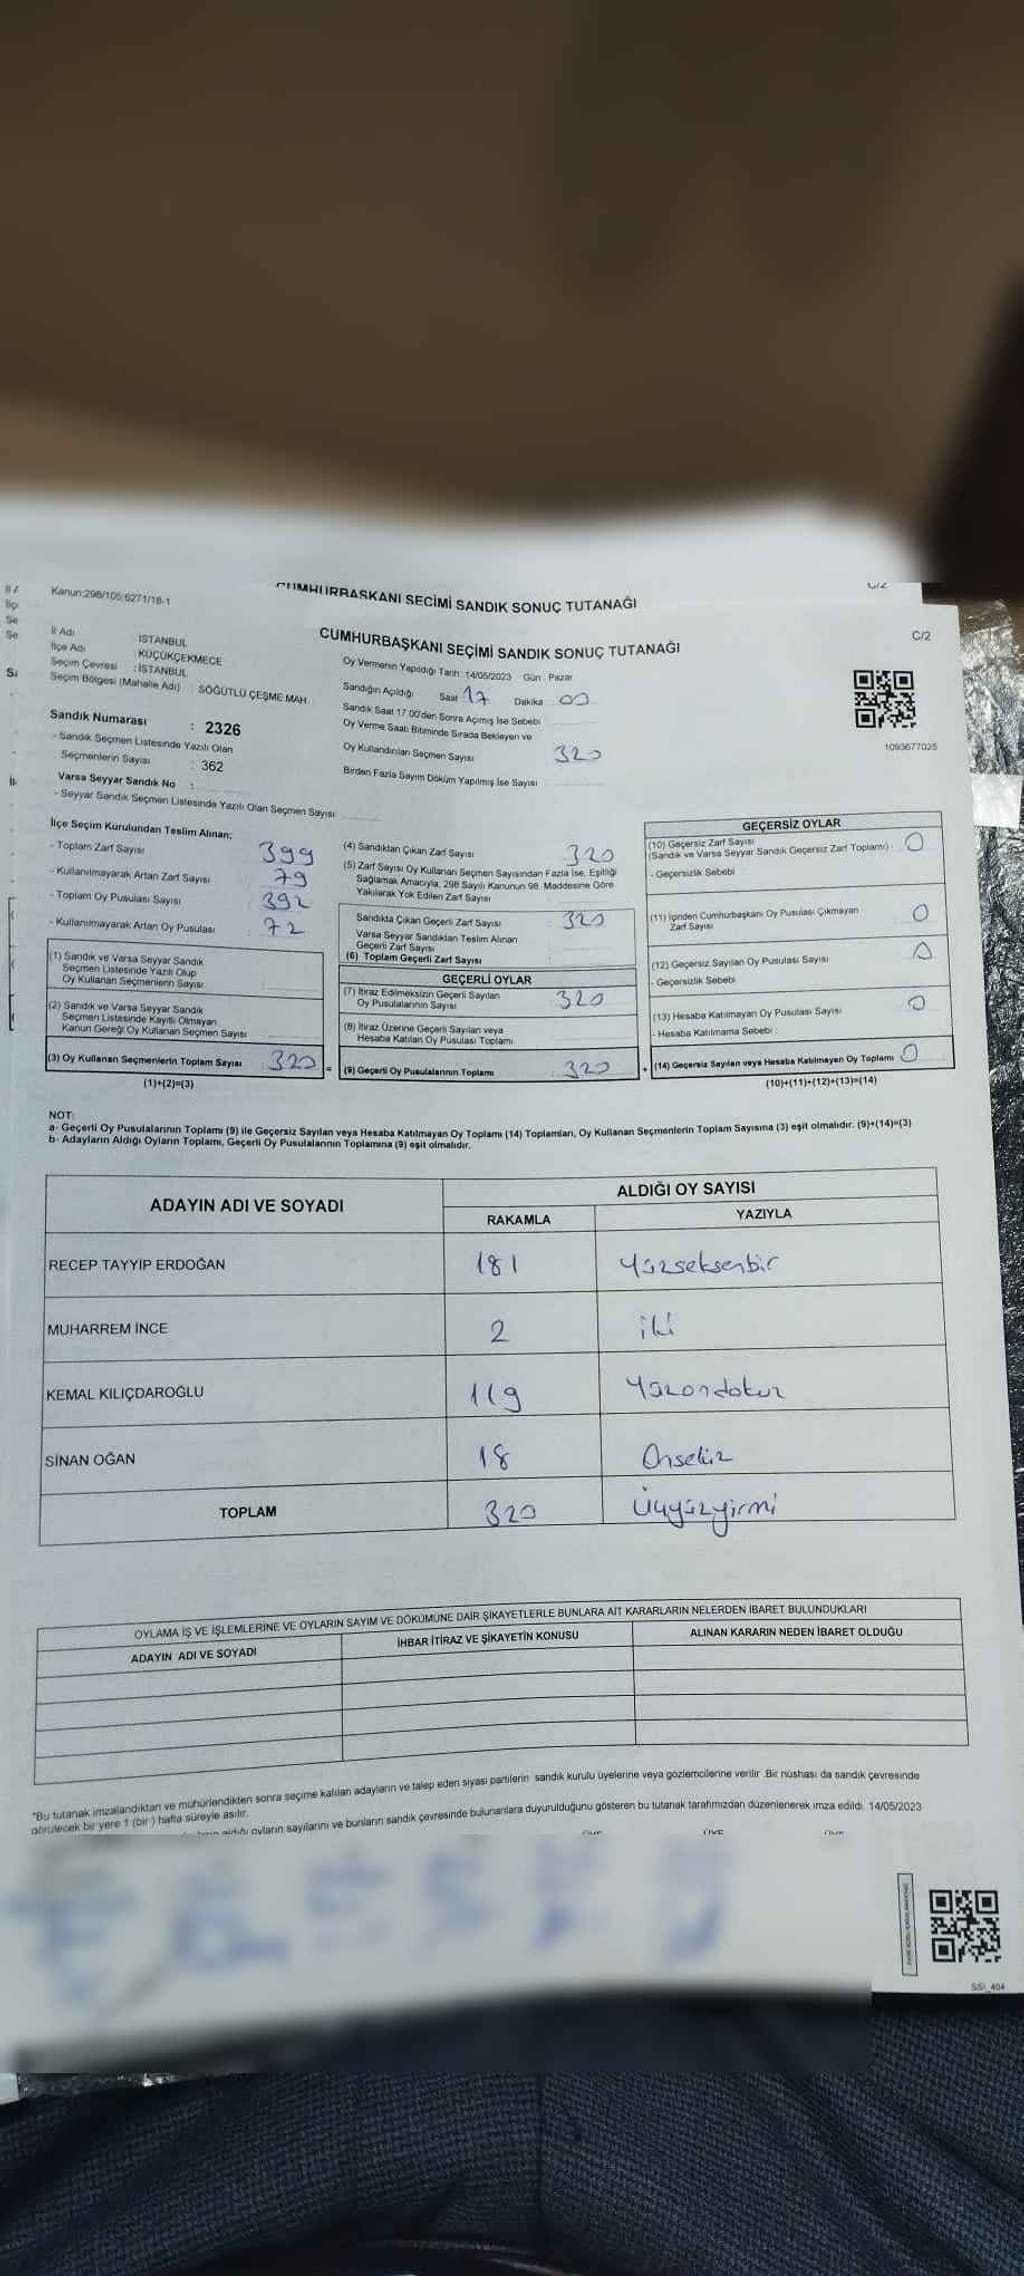 Kanun:298/105;6271/18-1
CUMHURBAŞKANI SEÇİMİ SANDIK SONUÇ TUTANAĞI
C/2
CUMHURBAŞKANI SEÇİMİ SANDIK SONUÇ TUTANAĞI
C/2
İl Adı : İSTANBUL
İlçe Adı : KÜÇÜKÇEKMECE
Seçim Çevresi : İSTANBUL
Seçim Bölgesi (Mahalle Adı) : SÖĞÜTLÜ ÇEŞME MAH.
Sandık Numarası : 2326
- Sandık Seçmen Listesinde Yazılı Olan
Seçmenlerin Sayısı : 362
Varsa Seyyar Sandık No :
- Seyyar Sandık Seçmen Listesinde Yazılı Olan Seçmen Sayısı
Oy Vermenin Yapıldığı Tarih :14/05/2023 Gün : Pazar
Sandığın Açıldığı Saat 17 Dakika 00
Sandık Saat 17.00'den Sonra Açımış İse Sebebi
Oy Verme Saati Bitiminde Sırada Bekleyen ve
Oy Kullandırılan Seçmen Sayısı 320
Birden Fazla Sayım Döküm Yapılmış İse Sayısı
1093677025
İlçe Seçim Kurulundan Teslim Alınan;
- Toplam Zarf Sayısı 399
- Kullanılmayarak Artan Zarf Sayısı 79
- Toplam Oy Pusulası Sayısı 392
- Kullanılmayarak Artan Oy Pusulası 72
(1) Sandık ve Varsa Seyyar Sandık
Seçmen Listesinde Yazılı Olup
Oy Kullanan Seçmenlerin Sayısı
(2) Sandık ve Varsa Seyyar Sandık
Seçmen Listesinde Kayıtlı Olmayan
Kanun Gereği Oy Kullanan Seçmen Sayısı
(3) Oy Kullanan Seçmenlerin Toplam Sayısı 320 =
(1)+(2)=(3)
(4) Sandıktan Çıkan Zarf Sayısı 320
(5) Zarf Sayısı Oy Kullanan Seçmen Sayısından Fazla İse, Eşitliği
Sağlamak Amacıyla, 298 Sayılı Kanunun 98. Maddesine Göre
Yakılarak Yok Edilen Zarf Sayısı
Sandıkta Çıkan Geçerli Zarf Sayısı 320
Varsa Seyyar Sandıktan Teslim Alınan
Geçerli Zarf Sayısı
(6) Toplam Geçerli Zarf Sayısı
GEÇERLİ OYLAR
(7) İtiraz Edilmeksizin Geçerli Sayılan
Oy Pusulalarının Sayısı 320
(8) İtiraz Üzerine Geçerli Sayılan veya
Hesaba Katılan Oy Pusulası Toplamı
(9) Geçerli Oy Pusulalarının Toplamı 320 +
GEÇERSİZ OYLAR
(10) Geçersiz Zarf Sayısı
(Sandık ve Varsa Seyyar Sandık Geçersiz Zarf Toplamı) : 0
- Geçersizlik Sebebi
(11) İçinden Cumhurbaşkanı Oy Pusulası Çıkmayan
Zarf Sayısı 0
(12) Geçersiz Sayılan Oy Pusulası Sayısı 0
- Geçersizlik Sebebi
(13) Hesaba Katılmayan Oy Pusulası Sayısı 0
- Hesaba Katılmama Sebebi
(14) Geçersiz Sayılan veya Hesaba Katılmayan Oy Toplamı 0
(10)+(11)+(12)+(13)=(14)
NOT:
a- Geçerli Oy Pusulalarının Toplamı (9) ile Geçersiz Sayılan veya Hesaba Katılmayan Oy Toplamı (14) Toplamları, Oy Kullanan Seçmenlerin Toplam Sayısına (3) eşit olmalıdır. (9)+(14)=(3)
b- Adayların Aldığı Oyların Toplamı, Geçerli Oy Pusulalarının Toplamına (9) eşit olmalıdır.
ADAYIN ADI VE SOYADI
ALDIĞI OY SAYISI
RAKAMLA YAZIYLA
RECEP TAYYİP ERDOĞAN 181 Yüzseksenbir
MUHARREM İNCE 2 iki
KEMAL KILIÇDAROĞLU 119 Yüzondokuz
SİNAN OĞAN 18 Onsekiz
TOPLAM 320 Üçyüzyirmi
OYLAMA İŞ VE İŞLEMLERİNE VE OYLARIN SAYIM VE DÖKÜMÜNE DAİR ŞİKAYETLERLE BUNLARA AİT KARARLARIN NELERDEN İBARET BULUNDUKLARI
ADAYIN ADI VE SOYADI İHBAR İTİRAZ VE ŞİKAYETİN KONUSU ALINAN KARARIN NEDEN İBARET OLDUĞU
"Bu tutanak imzalandıktan ve mühürlendikten sonra seçime katılan adayların ve talep eden siyasi partilerin sandık kurulu üyelerine veya gözlemcilerine verilir .Bir nüshası da sandık çevresinde
görülecek bir yere 1 (bir ) hafta süreyle asılır.
aldığı oyların sayılarını ve bunların sandık çevresinde bulunanlara duyurulduğunu gösteren bu tutanak tarafımızdan düzenlenerek imza edildi. 14/05/2023
SSI_404